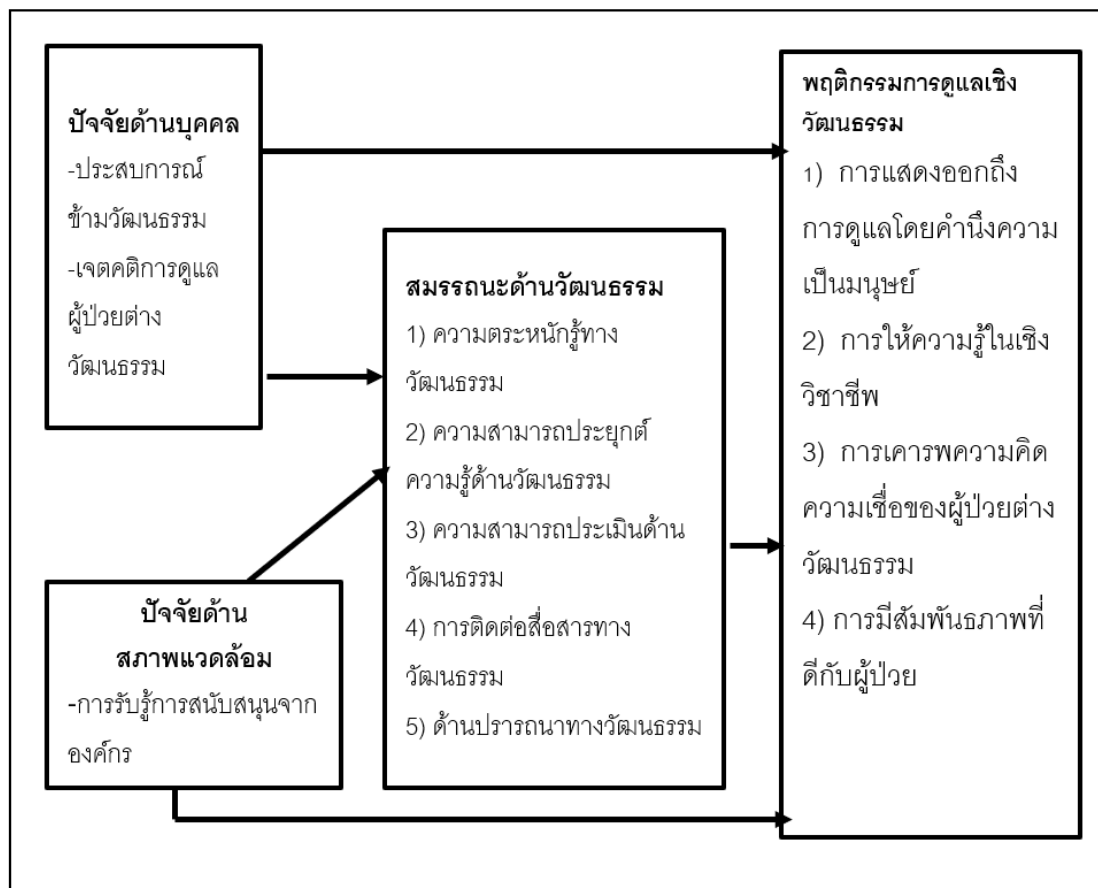 ปัจจัยด้านบุคคล
-ประสบการณ์
ข้ามวัฒนธรรม
-เจตคติการดูแล
ผู้ป่วยต่าง
วัฒนธรรม
ปัจจัยด้าน
สภาพแวดล้อม
-การรับรู้การสนับสนุนจาก
องค์กร
สมรรถนะด้านวัฒนธรรม
1) ความตระหนักรู้ทาง
วัฒนธรรม
2) ความสามารถประยุกต์
ความรู้ด้านวัฒนธรรม
3) ความสามารถประเมินด้าน
วัฒนธรรม
4) การติดต่อสื่อสารทาง
วัฒนธรรม
5) ด้านปรารถนาทางวัฒนธรรม
พฤติกรรมการดูแลเชิง
วัฒนธรรม
1) การแสดงออกถึง
การดูแลโดยคำนึงความ
เป็นมนุษย์
2) การให้ความรู้ในเชิง
วิชาชีพ
3) การเคารพความคิด
ความเชื่อของผู้ป่วยต่าง
วัฒนธรรม
4) การมีสัมพันธภาพที่
ดีกับผู้ป่วย